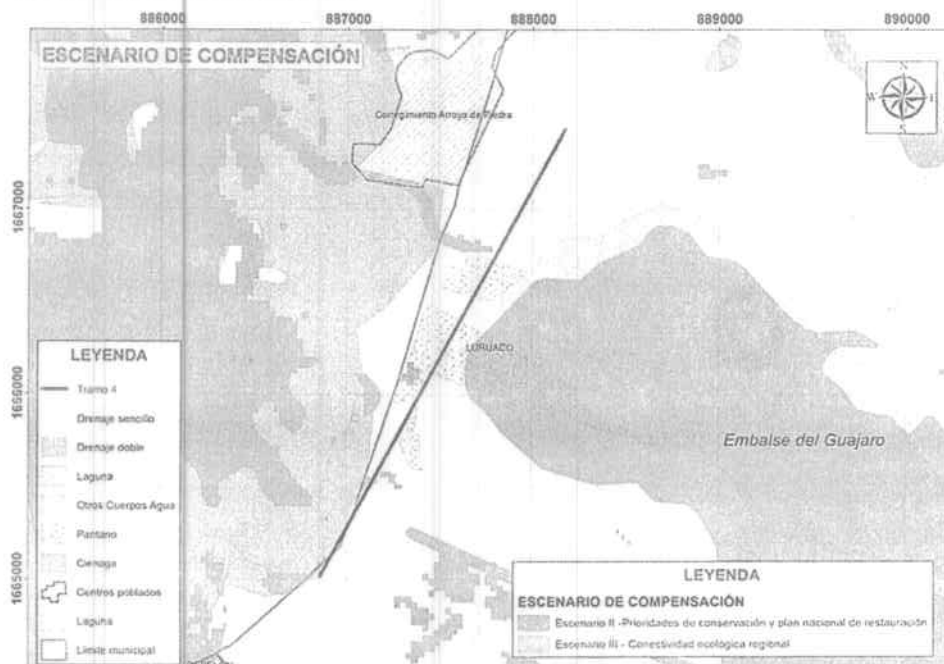 886000 887000 888000 889000 890000
ESCENARIO DE COMPENSACIÓN
N
W E
S
Corregimiento Arroyo de Piedra
1667000
LURUACO
1666000
Embalse del Guajaro
1665000
LEYENDA
Tramo 4
Drenaje sencillo
Drenaje doble
Laguna
Otros Cuerpos Agua
Pantano
Cienaga
Centros poblados
Laguna
Límite municipal
LEYENDA
ESCENARIO DE COMPENSACIÓN
Escenario II -Prioridades de conservación y plan nacional de restauración
Escenario III - Conectividad ecológica regional